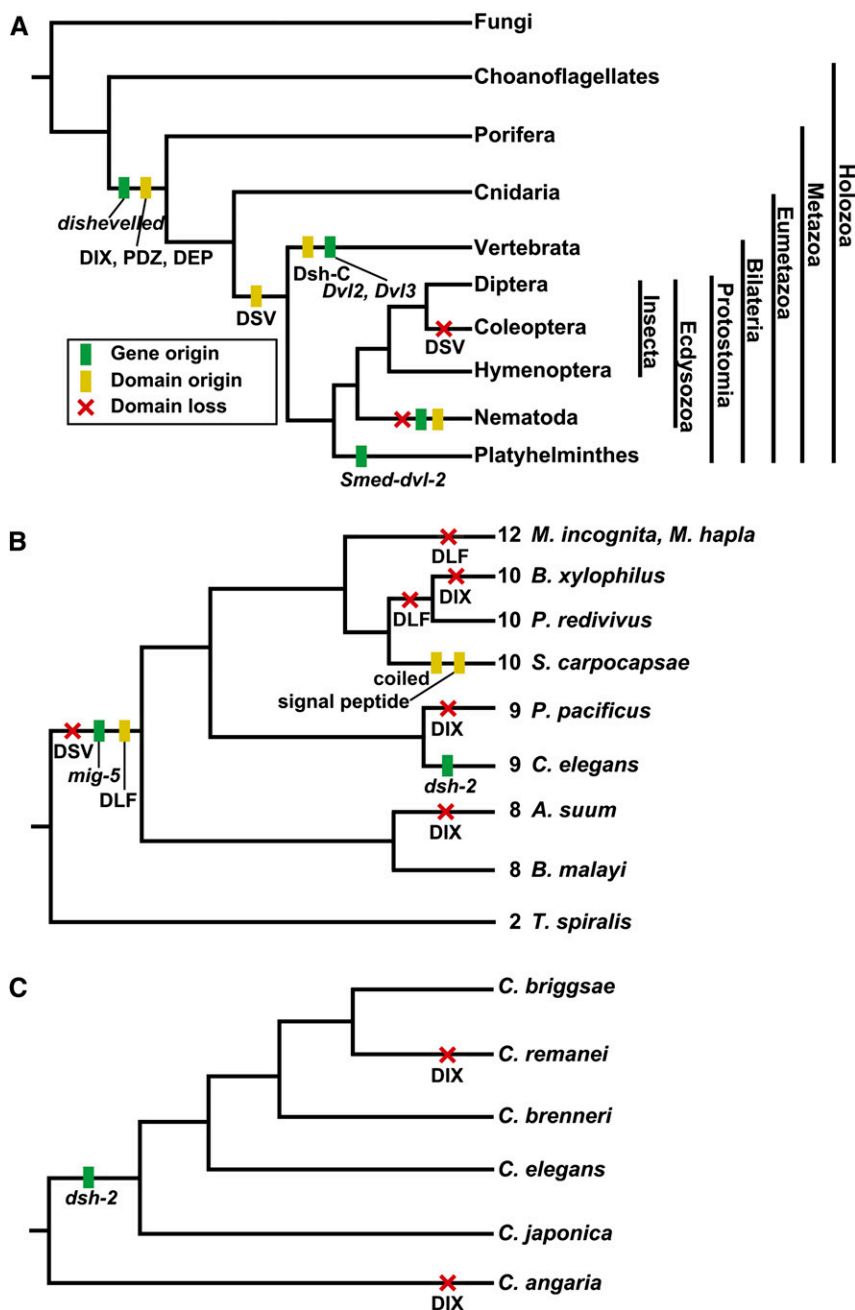 A
Fungi
Choanoflagellates
Porifera
dishevelled
DIX, PDZ, DEP
Cnidaria
Vertebrata
Dsh-C
Dvl2, Dvl3
DSV
Diptera
Coleoptera
DSV
Hymenoptera
Nematoda
Platyhelminthes
Smed-dvl-2
Gene origin
Domain origin
Domain loss
Insecta
Ecdysozoa
Protostomia
Bilateria
Eumetazoa
Metazoa
Holozoa
B
12 M. incognita, M. hapla
DLF
10 B. xylophilus
DIX
DLF
10 P. redivivus
10 S. carpocapsae
coiled
signal peptide
9 P. pacificus
DIX
9 C. elegans
dsh-2
DSV
mig-5
DLF
8 A. suum
DIX
8 B. malayi
2 T. spiralis
C
C. briggsae
C. remanei
DIX
C. brenneri
C. elegans
dsh-2
C. japonica
C. angaria
DIX